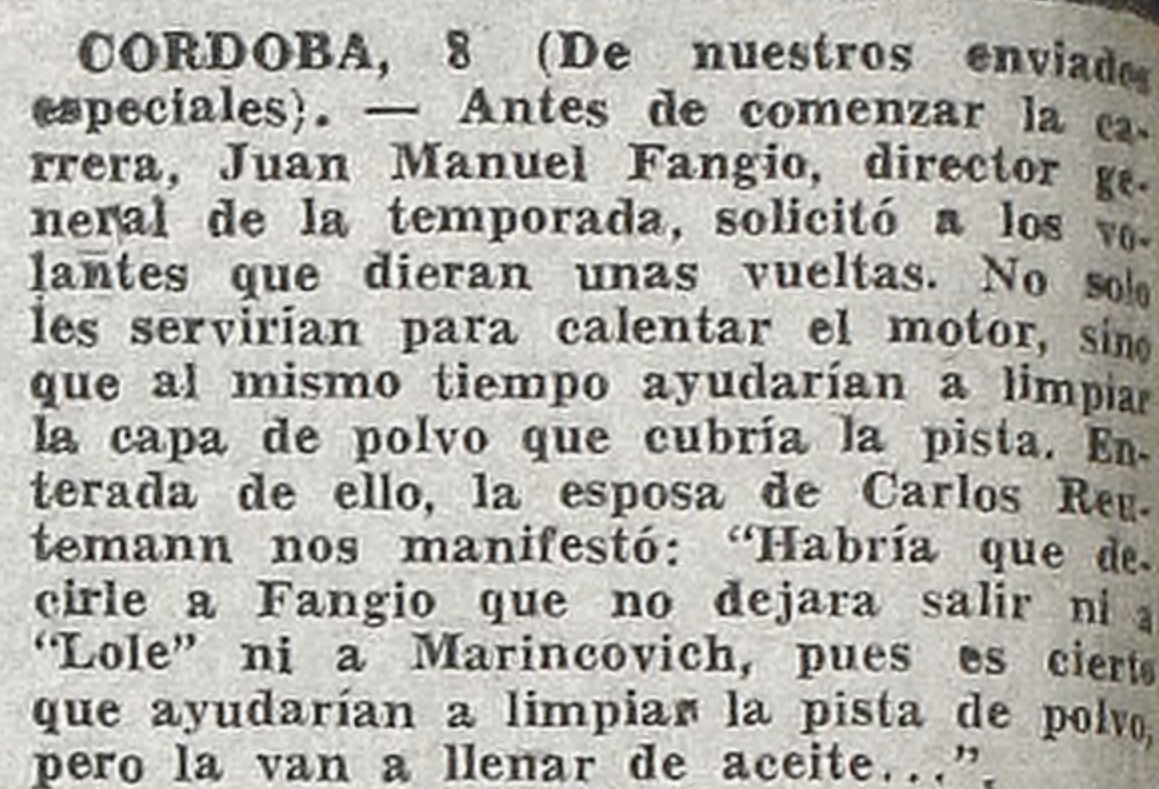 CORDOBA, 8 (De nuestros enviados
especiales). — Antes de comenzar la ca-
rrera, Juan Manuel Fangio, director ge-
neral de la temporada, solicitó a los vo-
lantes que dieran unas vueltas. No solo
les servirían para calentar el motor, sino
que al mismo tiempo ayudarían a limpiar
la capa de polvo que cubría la pista. En-
terada de ello, la esposa de Carlos Reu-
temann nos manifestó: “Habría que de-
cirle a Fangio que no dejara salir ni a
“Lole” ni a Marincovich, pues es cierto
que ayudarían a limpiar la pista de polvo,
pero la van a llenar de aceite...”.